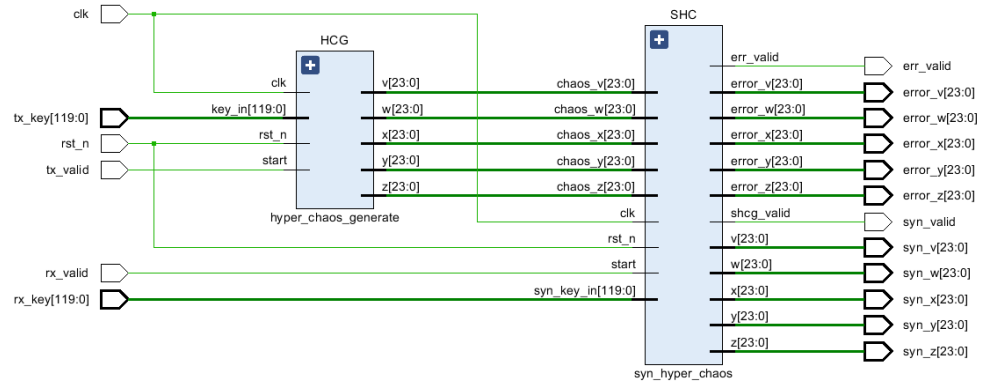 clk
HCG
SHC
clk
key_in[119:0]
rst_n
start
v[23:0]
w[23:0]
x[23:0]
y[23:0]
z[23:0]
hyper_chaos_generate
tx_key[119:0]
rst_n
tx_valid
rx_valid
rx_key[119:0]
chaos_v[23:0]
chaos_w[23:0]
chaos_x[23:0]
chaos_y[23:0]
chaos_z[23:0]
clk
rst_n
start
syn_key_in[119:0]
err_valid
error_v[23:0]
error_w[23:0]
error_x[23:0]
error_y[23:0]
error_z[23:0]
shcg_valid
v[23:0]
w[23:0]
x[23:0]
y[23:0]
z[23:0]
syn_hyper_chaos
err_valid
error_v[23:0]
error_w[23:0]
error_x[23:0]
error_y[23:0]
error_z[23:0]
syn_valid
syn_v[23:0]
syn_w[23:0]
syn_x[23:0]
syn_y[23:0]
syn_z[23:0]